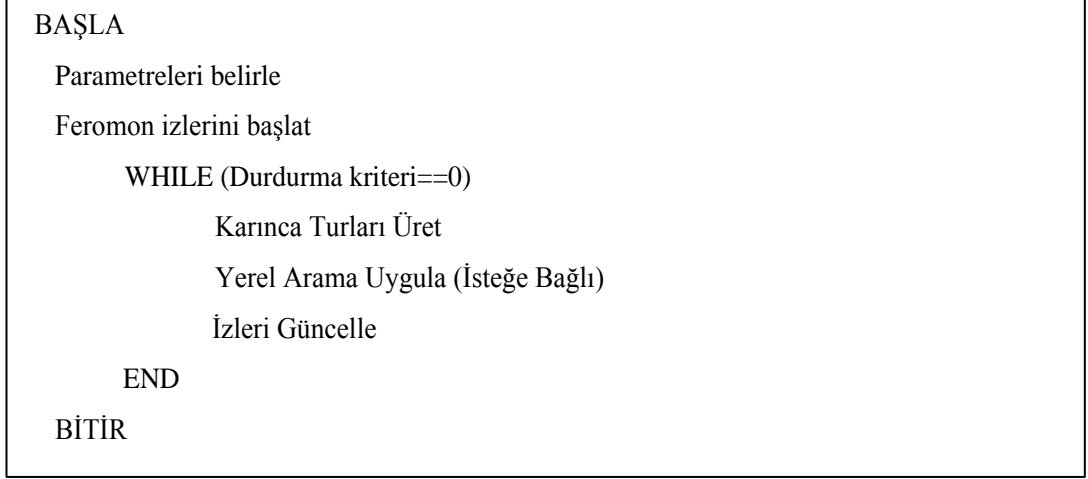 BAŞLA
Parametreleri belirle
Feromon izlerini başlat
WHILE (Durdurma kriteri==0)
Karınca Turları Üret
Yerel Arama Uygula (İsteğe Bağlı)
İzleri Güncelle
END
BİTİR